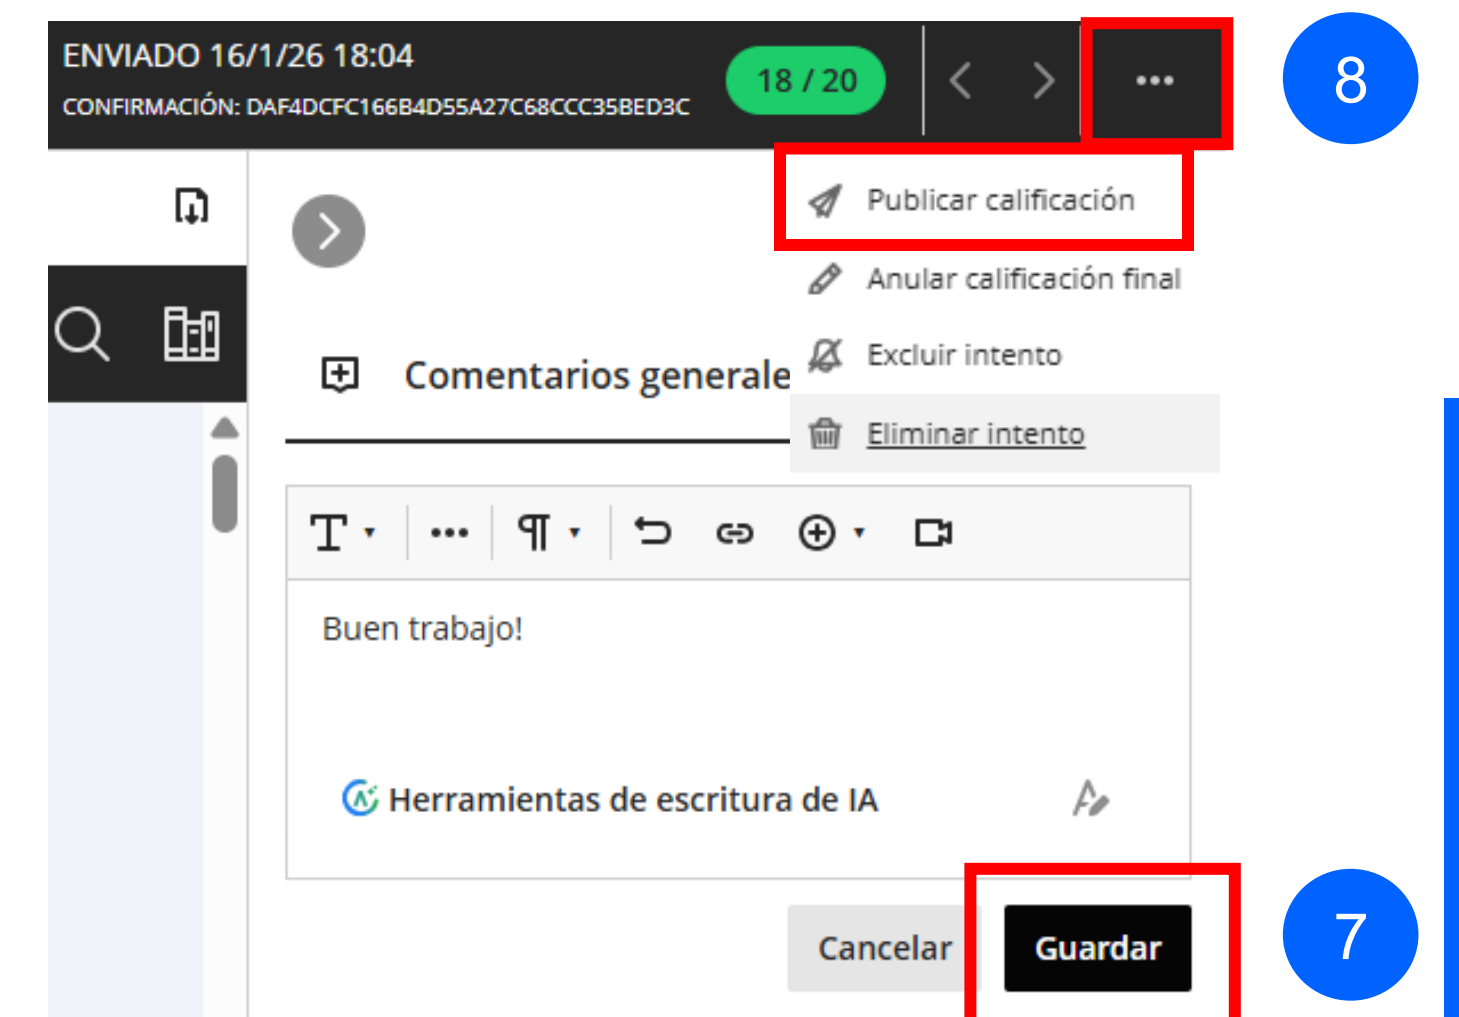 ENVIADO 16/1/26 18:04
CONFIRMACIÓN: DAF4DCFC166B4D55A27C68CCC35BED3C
18 / 20
8
Publicar calificación
Anular calificación final
Excluir intento
Comentarios generale
Eliminar intento
Buen trabajo!
Herramientas de escritura de IA
Cancelar
Guardar
7